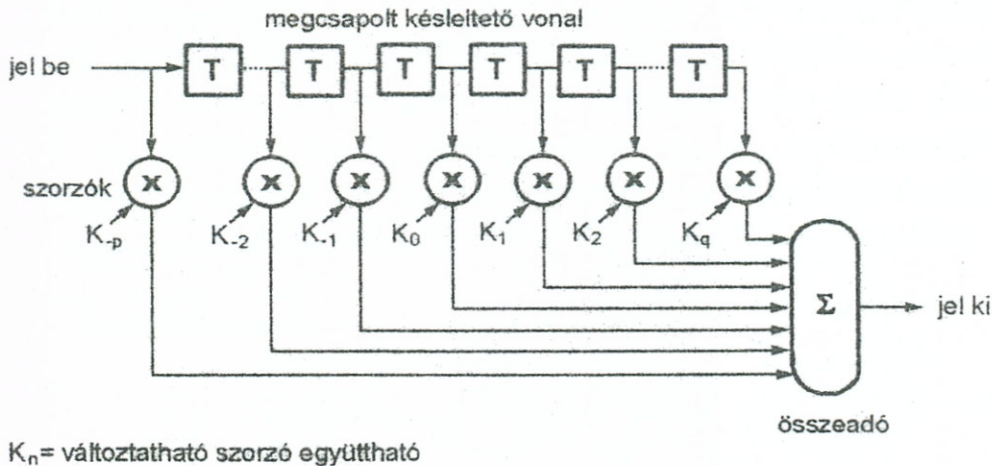 megcsapolt késleltető vonal
jel be T T T T T T
szorzók x x x x x x x
K-p K-2 K-1 K0 K1 K2 Kq
Σ jel ki
összeadó
Kn= változtatható szorzó együttható